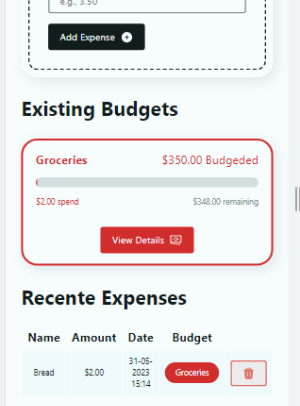 e.g., 3.50
Add Expense
Existing Budgets
Groceries $350.00 Budgeded
$2.00 spend $348.00 remaining
View Details
Recente Expenses
Name Amount Date Budget
Bread $2.00 31-05-2023 15:14 Groceries